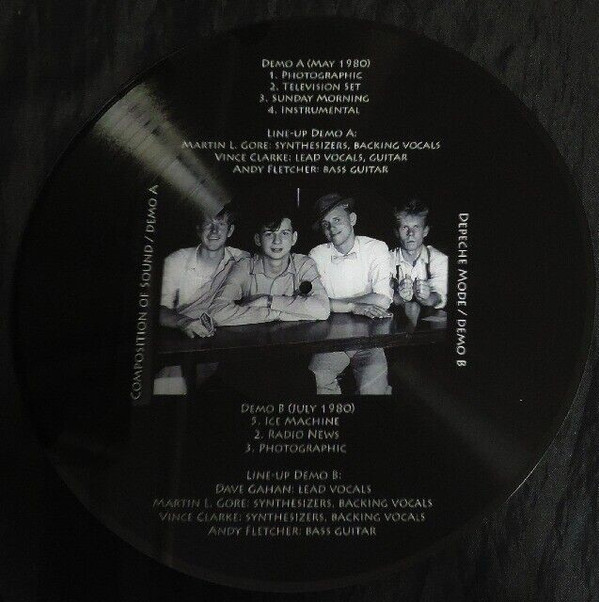 Demo A (May 1980)
1. Photographic
2. Television Set
3. Sunday Morning
4. Instrumental
Line-up Demo A:
Martin L. Gore: synthesizers, backing vocals
Vince Clarke: lead vocals, guitar
Andy Fletcher: bass guitar
Composition of Sound / Demo A
Depeche Mode / Demo B
Demo B (July 1980)
5. Ice Machine
2. Radio News
3. Photographic
Line-up Demo B:
Dave Gahan: lead vocals
Martin L. Gore: synthesizers, backing vocals
Vince Clarke: synthesizers, backing vocals
Andy Fletcher: bass guitar